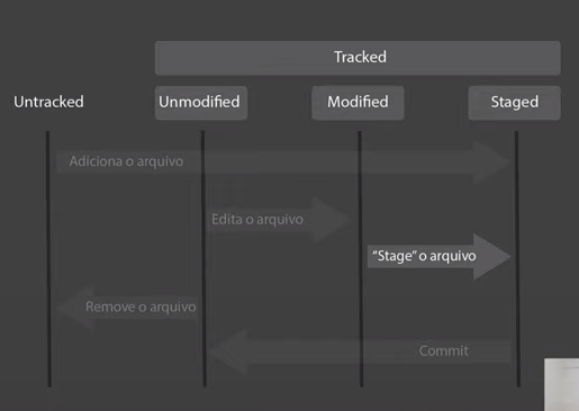 Tracked
Untracked
Unmodified
Modified
Staged
Adiciona o arquivo
Edita o arquivo
"Stage" o arquivo
Remove o arquivo
Commit